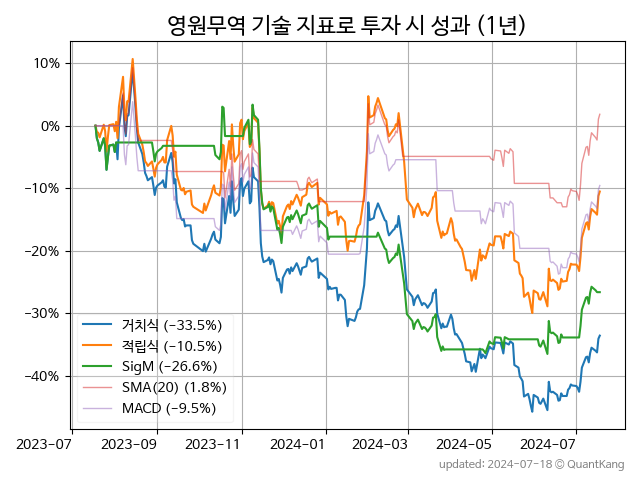 영원무역 기술 지표로 투자 시 성과 (1년)
10%
0%
−10%
−20%
−30%
−40%
거치식 (−33.5%)
적립식 (−10.5%)
SigM (−26.6%)
SMA(20) (1.8%)
MACD (−9.5%)
2023-07 2023-09 2023-11 2024-01 2024-03 2024-05 2024-07
updated: 2024-07-18 © QuantKang